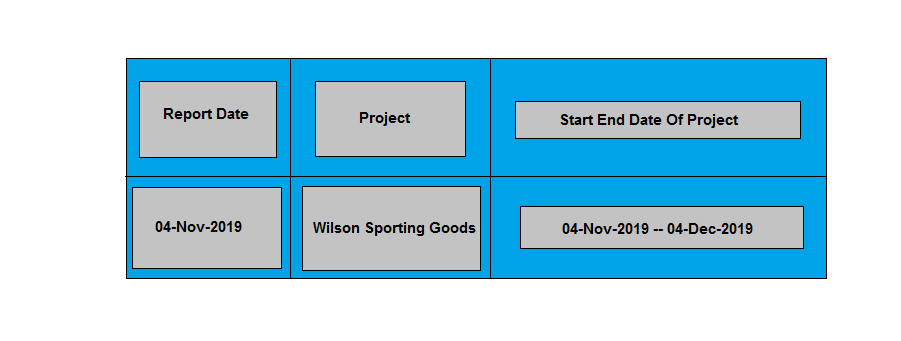 Report Date
Project
Start End Date Of Project
04-Nov-2019
Wilson Sporting Goods
04-Nov-2019 -- 04-Dec-2019